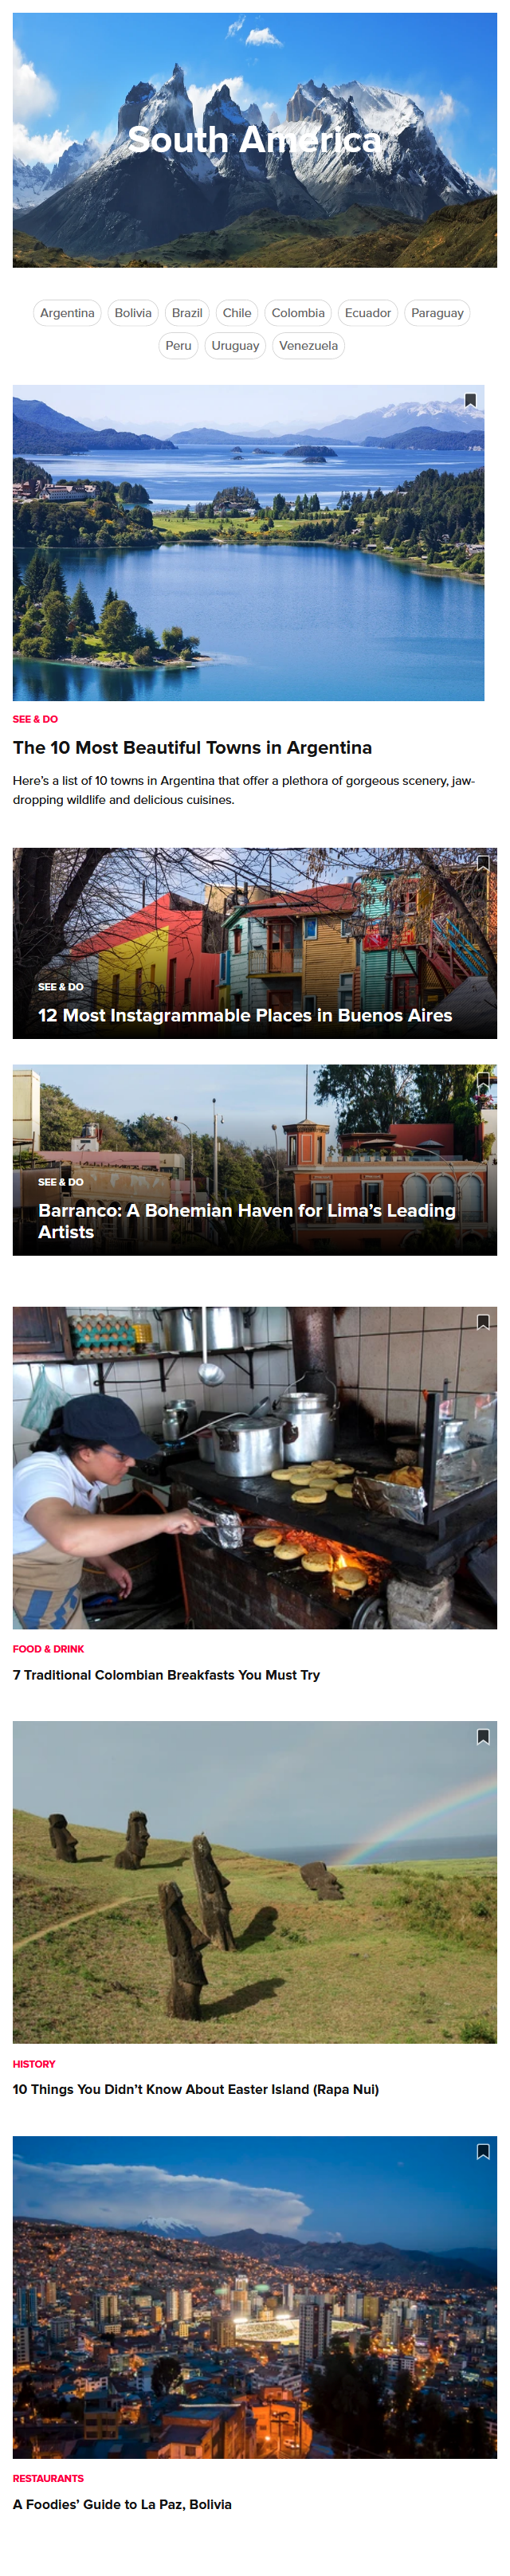 South America
Argentina Bolivia Brazil Chile Colombia Ecuador Paraguay
Peru Uruguay Venezuela
SEE & DO
The 10 Most Beautiful Towns in Argentina
Here's a list of 10 towns in Argentina that offer a plethora of gorgeous scenery, jaw-
dropping wildlife and delicious cuisines.
SEE & DO
12 Most Instagrammable Places in Buenos Aires
SEE & DO
Barranco: A Bohemian Haven for Lima’s Leading
Artists
FOOD & DRINK
7 Traditional Colombian Breakfasts You Must Try
HISTORY
10 Things You Didn’t Know About Easter Island (Rapa Nui)
RESTAURANTS
A Foodies’ Guide to La Paz, Bolivia